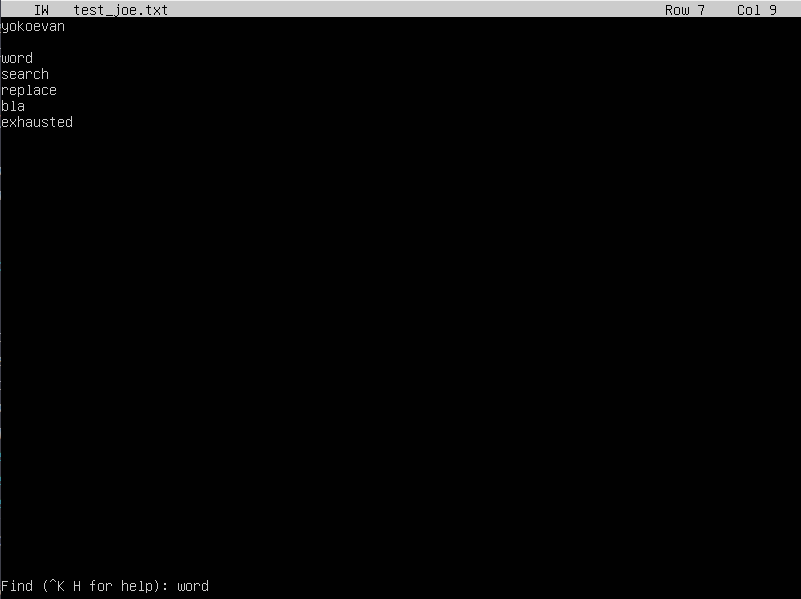 IW test_joe.txt Row 7 Col 9
yokoevan
word
search
replace
bla
exhausted
Find (^K H for help): word